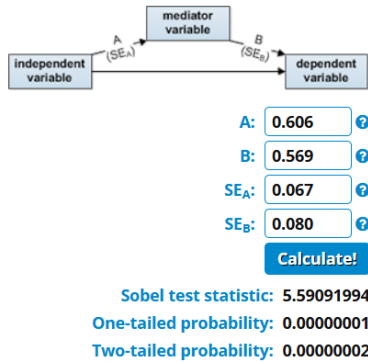 mediator
variable
A
(SEA)
B
(SEB)
independent
variable
dependent
variable
A: 0.606 ?
B: 0.569 ?
SEA: 0.067 ?
SEB: 0.080 ?
Calculate!
Sobel test statistic: 5.59091994
One-tailed probability: 0.00000001
Two-tailed probability: 0.00000002